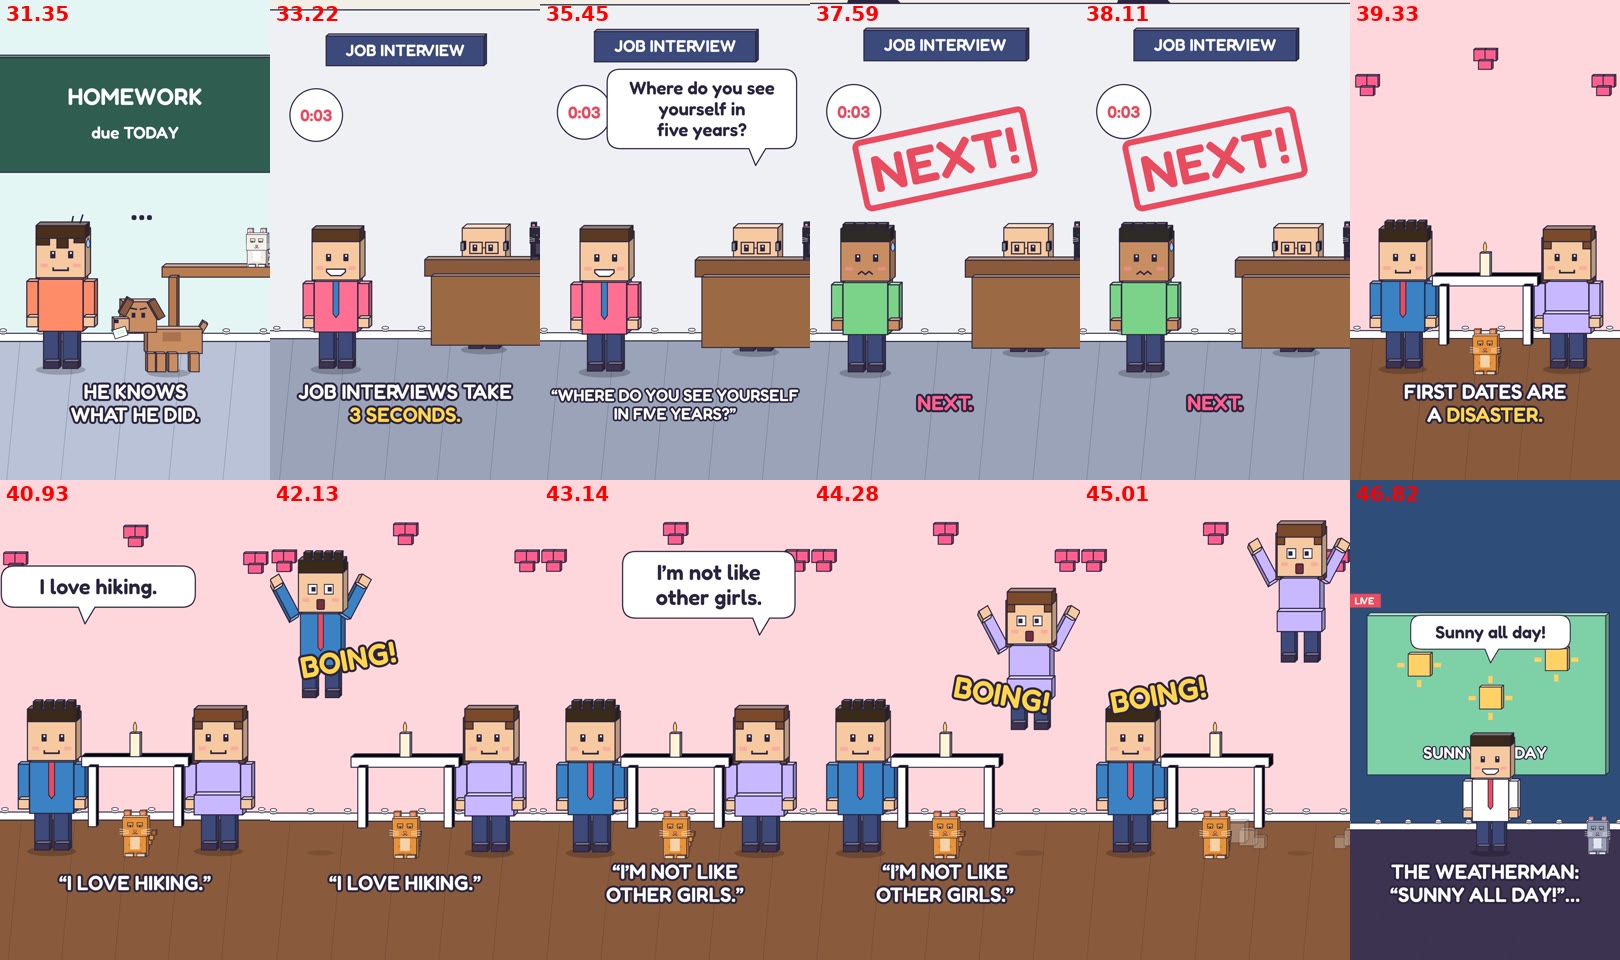 31.35
HOMEWORK
due TODAY
...
HE KNOWS
WHAT HE DID.
33.22
JOB INTERVIEW
0:03
JOB INTERVIEWS TAKE
3 SECONDS.
35.45
JOB INTERVIEW
0:03
Where do you see
yourself in
five years?
“WHERE DO YOU SEE YOURSELF
IN FIVE YEARS?”
37.59
JOB INTERVIEW
0:03
NEXT!
NEXT.
38.11
JOB INTERVIEW
0:03
NEXT!
NEXT.
39.33
FIRST DATES ARE
A DISASTER.
40.93
I love hiking.
“I LOVE HIKING.”
42.13
BOING!
“I LOVE HIKING.”
43.14
I’m not like
other girls.
“I’M NOT LIKE
OTHER GIRLS.”
44.28
BOING!
“I’M NOT LIKE
OTHER GIRLS.”
45.01
BOING!
46.82
LIVE
Sunny all day!
SUNNY DAY
THE WEATHERMAN:
“SUNNY ALL DAY!”...